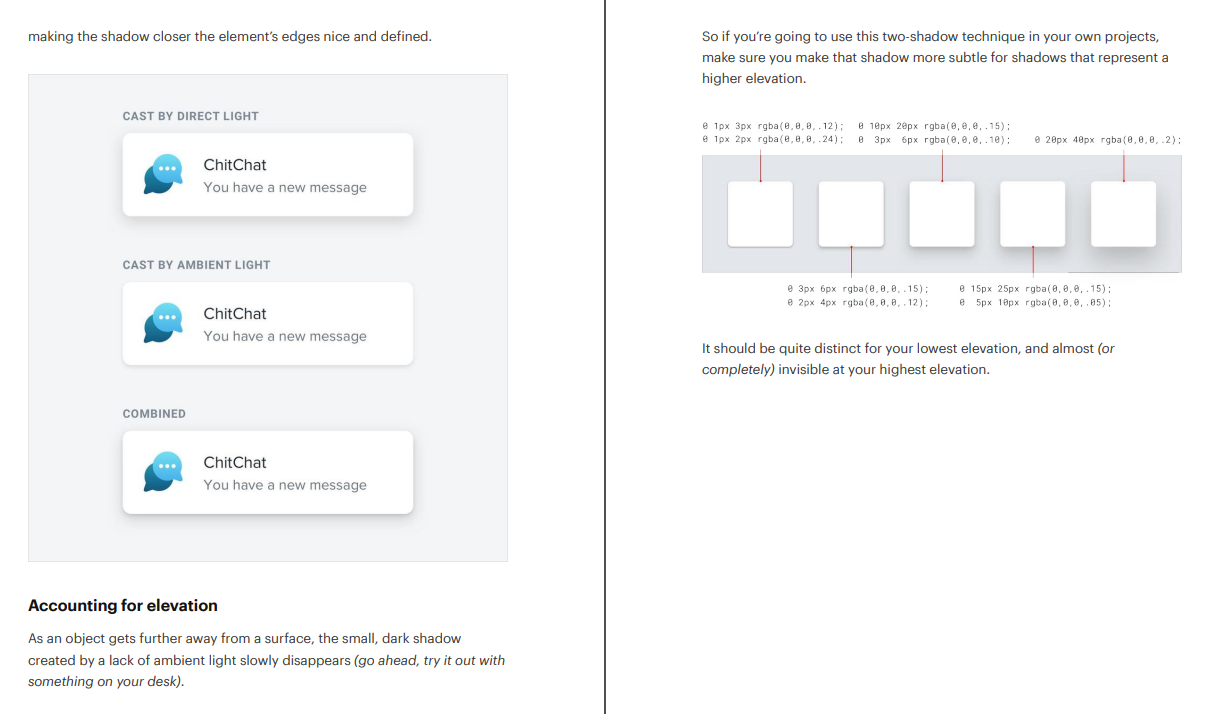 making the shadow closer the element's edges nice and defined.
CAST BY DIRECT LIGHT
ChitChat
You have a new message
CAST BY AMBIENT LIGHT
ChitChat
You have a new message
COMBINED
ChitChat
You have a new message
Accounting for elevation
As an object gets further away from a surface, the small, dark shadow
created by a lack of ambient light slowly disappears (go ahead, try it out with
something on your desk).
So if you're going to use this two-shadow technique in your own projects,
make sure you make that shadow more subtle for shadows that represent a
higher elevation.
0 1px 3px rgba(0,0,0,.12);
0 1px 2px rgba(0,0,0,.24);
0 10px 20px rgba(0,0,0,.15);
0 3px 6px rgba(0,0,0,.10);
0 20px 40px rgba(0,0,0,.2);
0 3px 6px rgba(0,0,0,.15);
0 2px 4px rgba(0,0,0,.12);
0 15px 25px rgba(0,0,0,.15);
0 5px 10px rgba(0,0,0,.05);
It should be quite distinct for your lowest elevation, and almost (or
completely) invisible at your highest elevation.